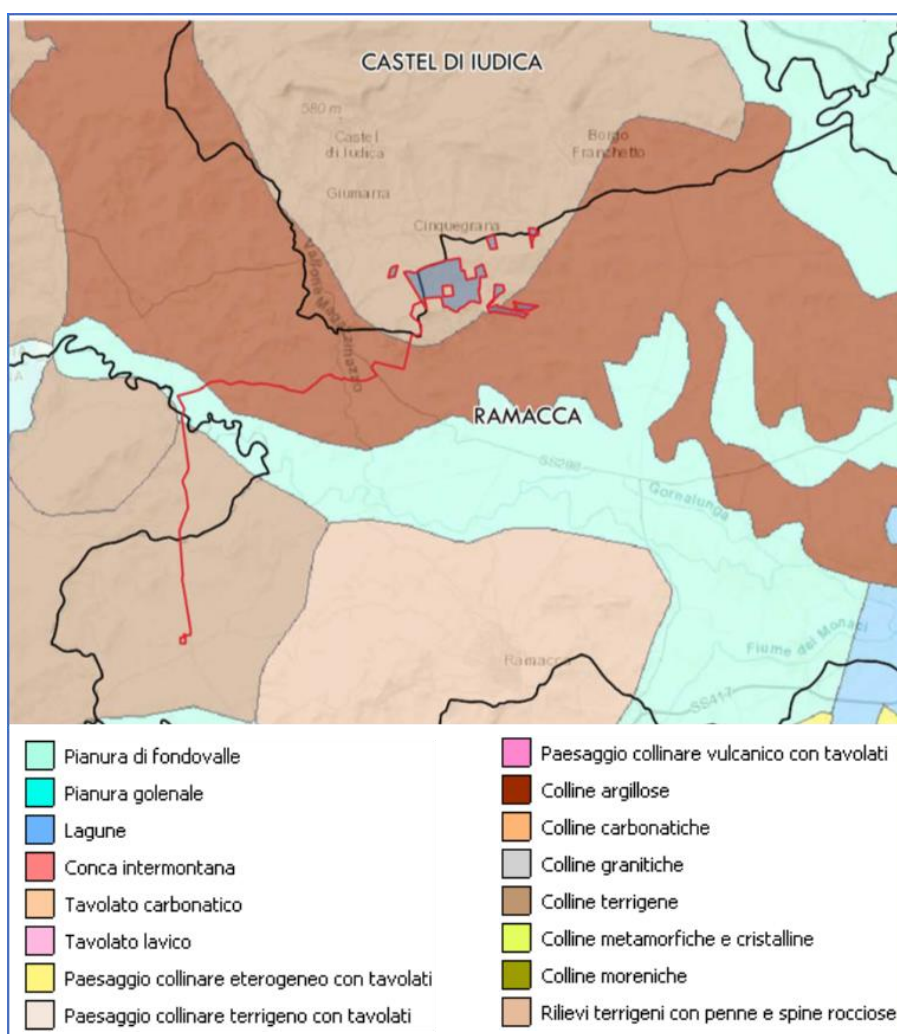 CASTEL DI IUDICA
580 m
Castel
di Iudica
Borgo
Franchetto
Giumarra
Cinquegrana
RAMACCA
SS288
Gornalunga
Ramacca
Fiume dei Monaci
SS417
Pianura di fondovalle
Pianura golenale
Lagune
Conca intermontana
Tavolato carbonatico
Tavolato lavico
Paesaggio collinare eterogeneo con tavolati
Paesaggio collinare terrigeno con tavolati
Paesaggio collinare vulcanico con tavolati
Colline argillose
Colline carbonatiche
Colline granitiche
Colline terrigene
Colline metamorfiche e cristalline
Colline moreniche
Rilievi terrigeni con penne e spine rocciose